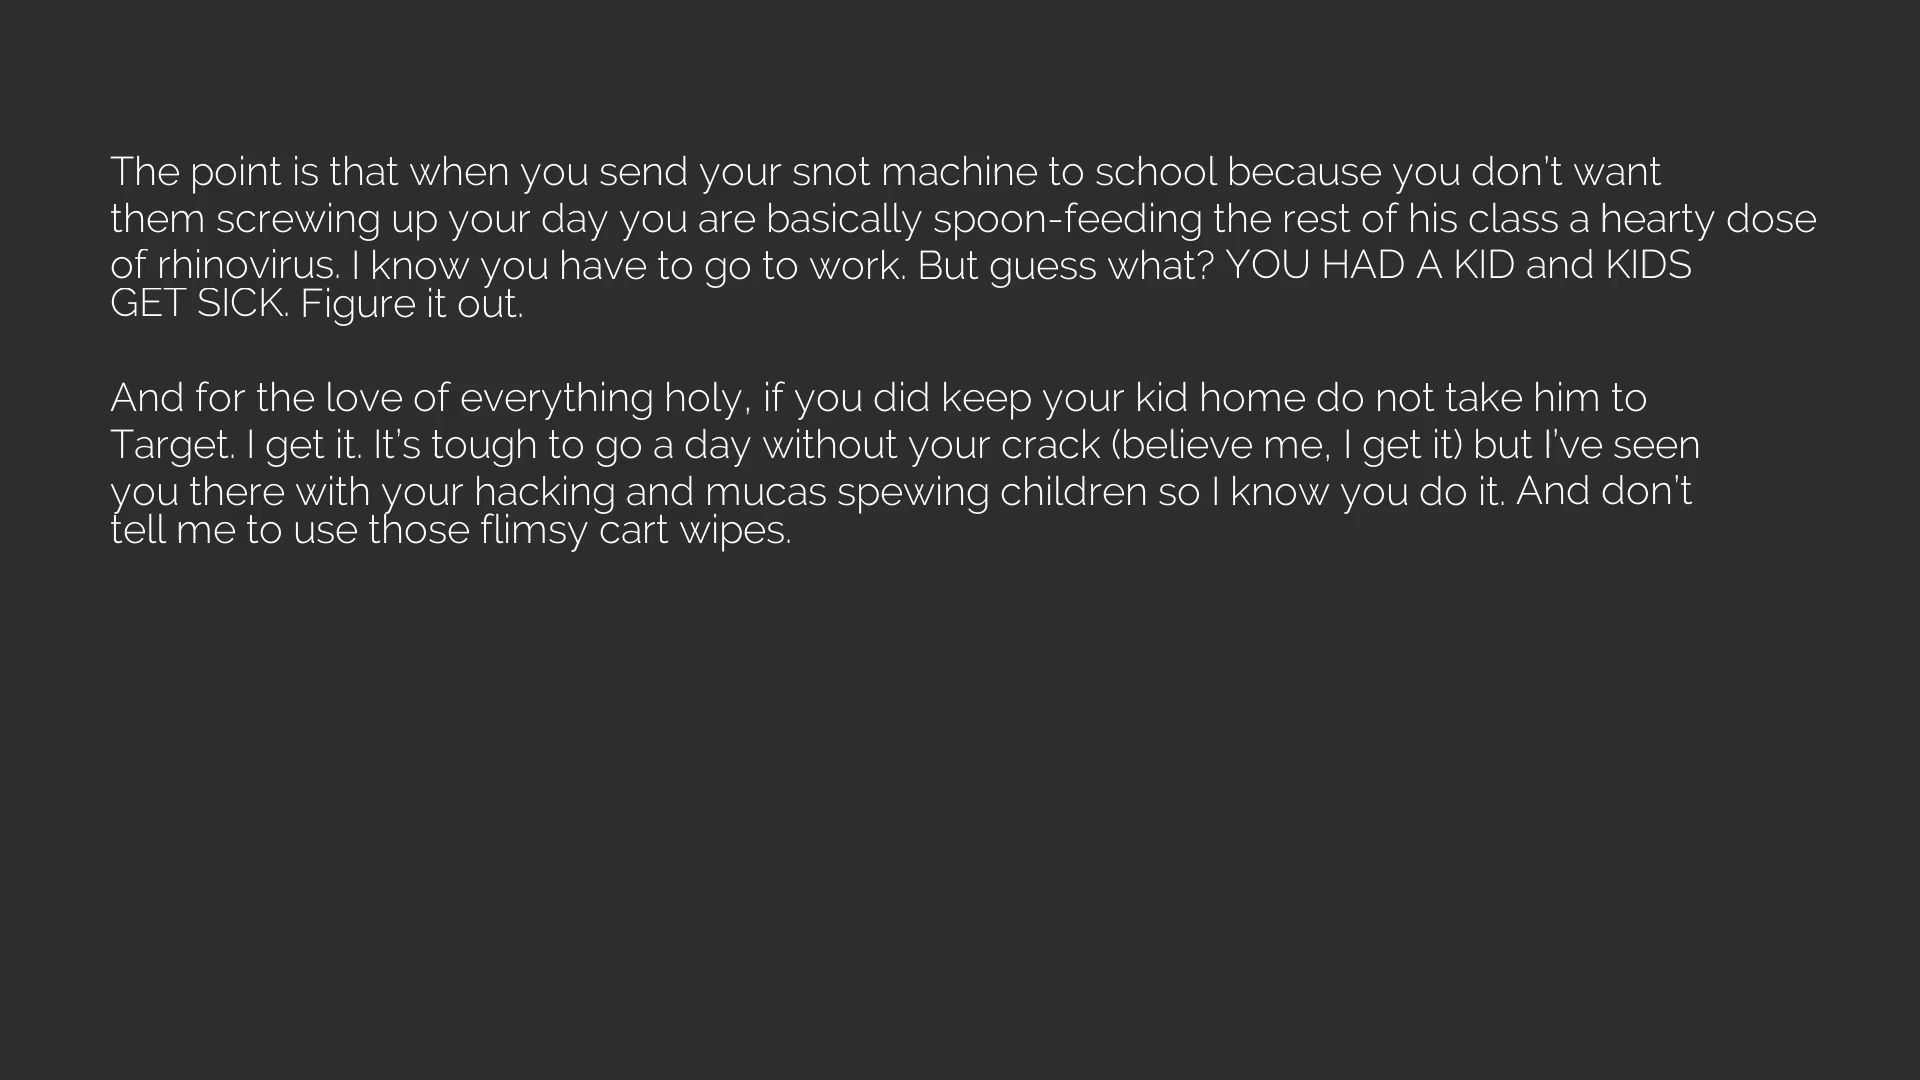 The point is that when you send your snot machine to school because you don’t want
them screwing up your day you are basically spoon-feeding the rest of his class a hearty dose
of rhinovirus. I know you have to go to work. But guess what? YOU HAD A KID and KIDS
GET SICK. Figure it out.
And for the love of everything holy, if you did keep your kid home do not take him to
Target. I get it. It’s tough to go a day without your crack (believe me, I get it) but I’ve seen
you there with your hacking and mucas spewing children so I know you do it. And don’t
tell me to use those flimsy cart wipes.